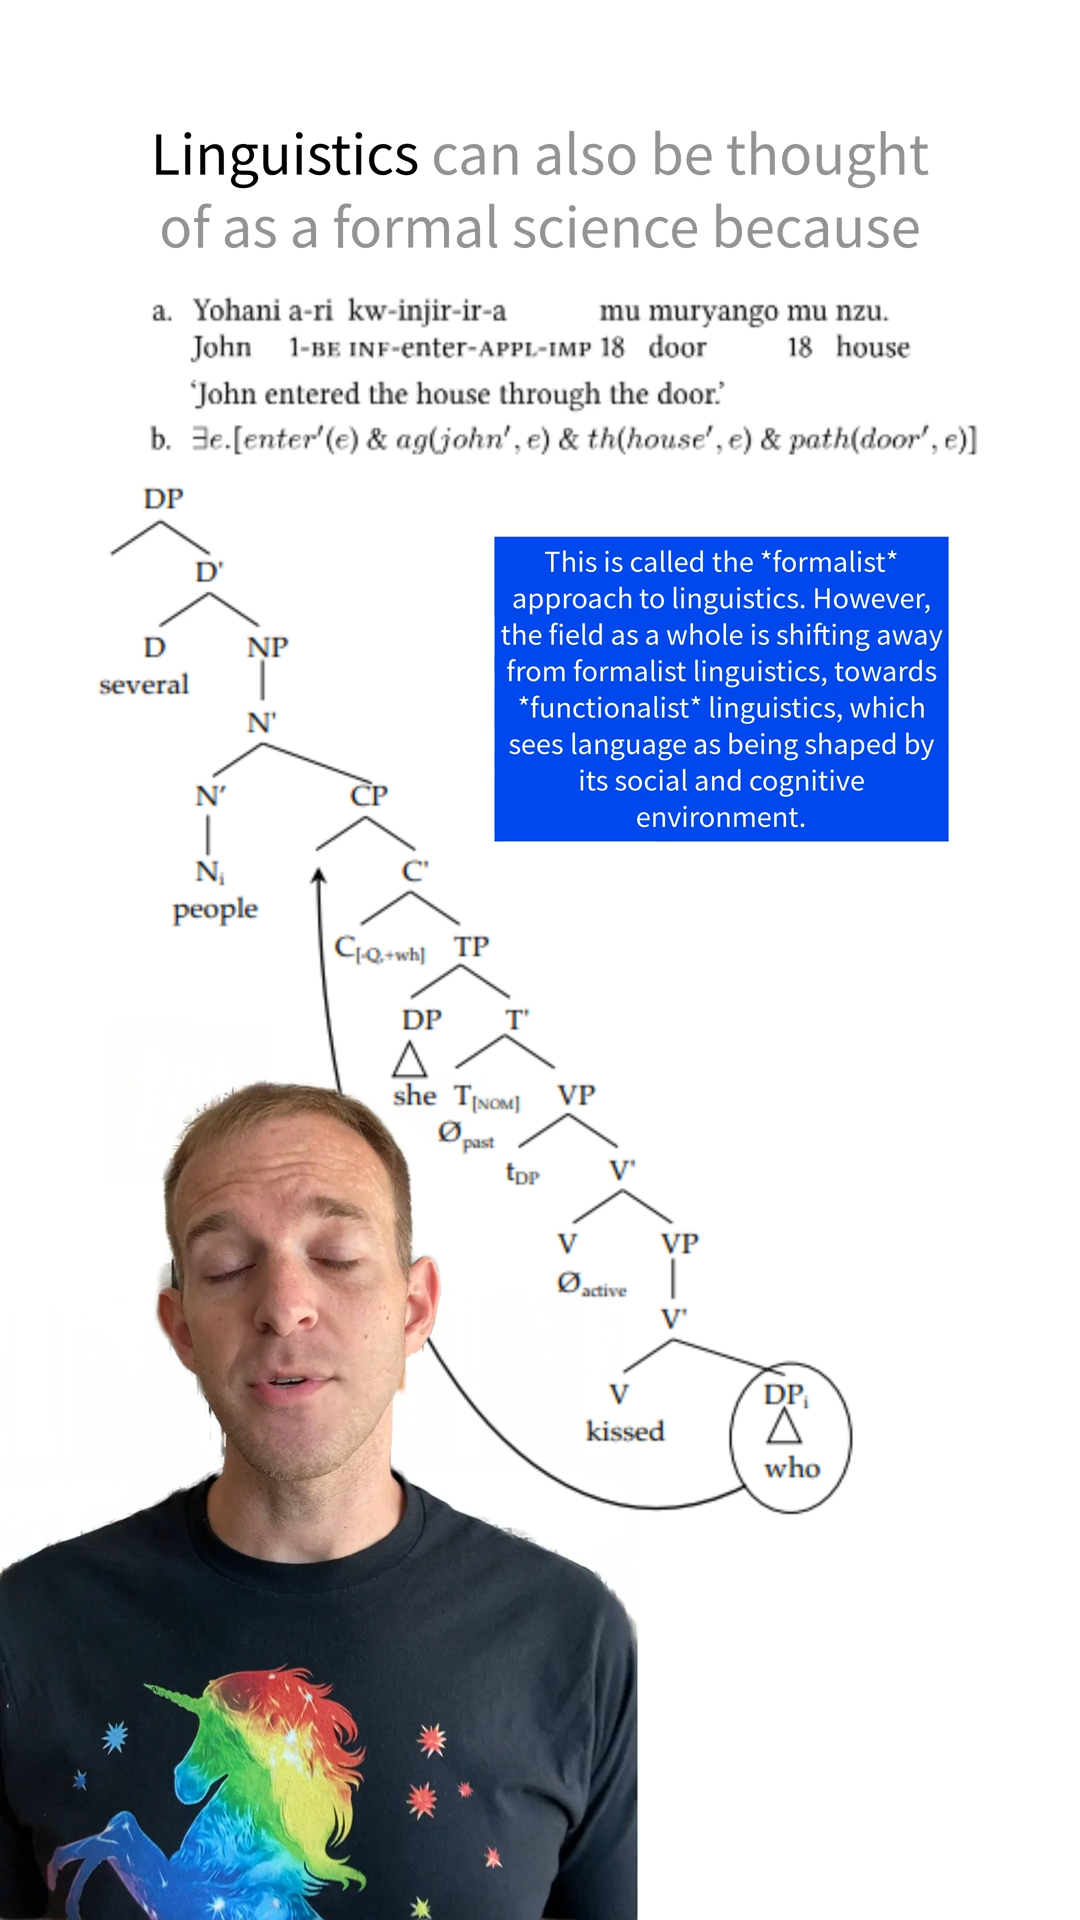 Linguistics can also be thought
of as a formal science because
a. Yohani a-ri kw-injir-ir-a mu muryango mu nzu.
John 1-BE INF-enter-APPL-IMP 18 door 18 house
‘John entered the house through the door.’
b. ∃e.[enter′(e) & ag(john′, e) & th(house′, e) & path(door′, e)]
DP
D'
D NP
several
N'
N′ CP
Nᵢ C'
people
C[-Q,+wh] TP
DP T'
she T[NOM] VP
Øpast
tDP V'
V VP
Øactive
V'
V DPᵢ
kissed
who
This is called the *formalist*
approach to linguistics. However,
the field as a whole is shifting away
from formalist linguistics, towards
*functionalist* linguistics, which
sees language as being shaped by
its social and cognitive
environment.